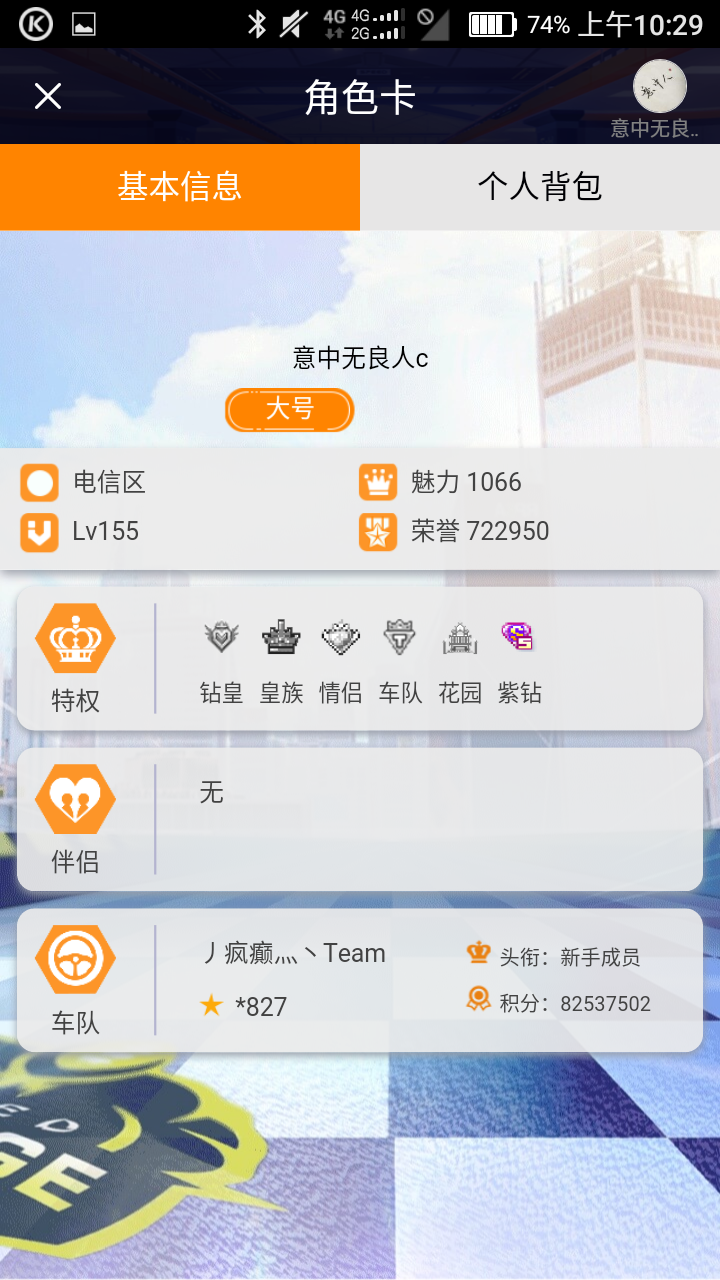 4G 4G 2G 74% 上午10:29
角色卡
意中无良..
基本信息 个人背包
意中无良人c
大号
电信区 魅力 1066
Lv155 荣誉 722950
特权 钻皇 皇族 情侣 车队 花园 紫钻
无
伴侣
丿疯癫灬丶Team 头衔：新手成员
*827 积分：82537502
车队
GE